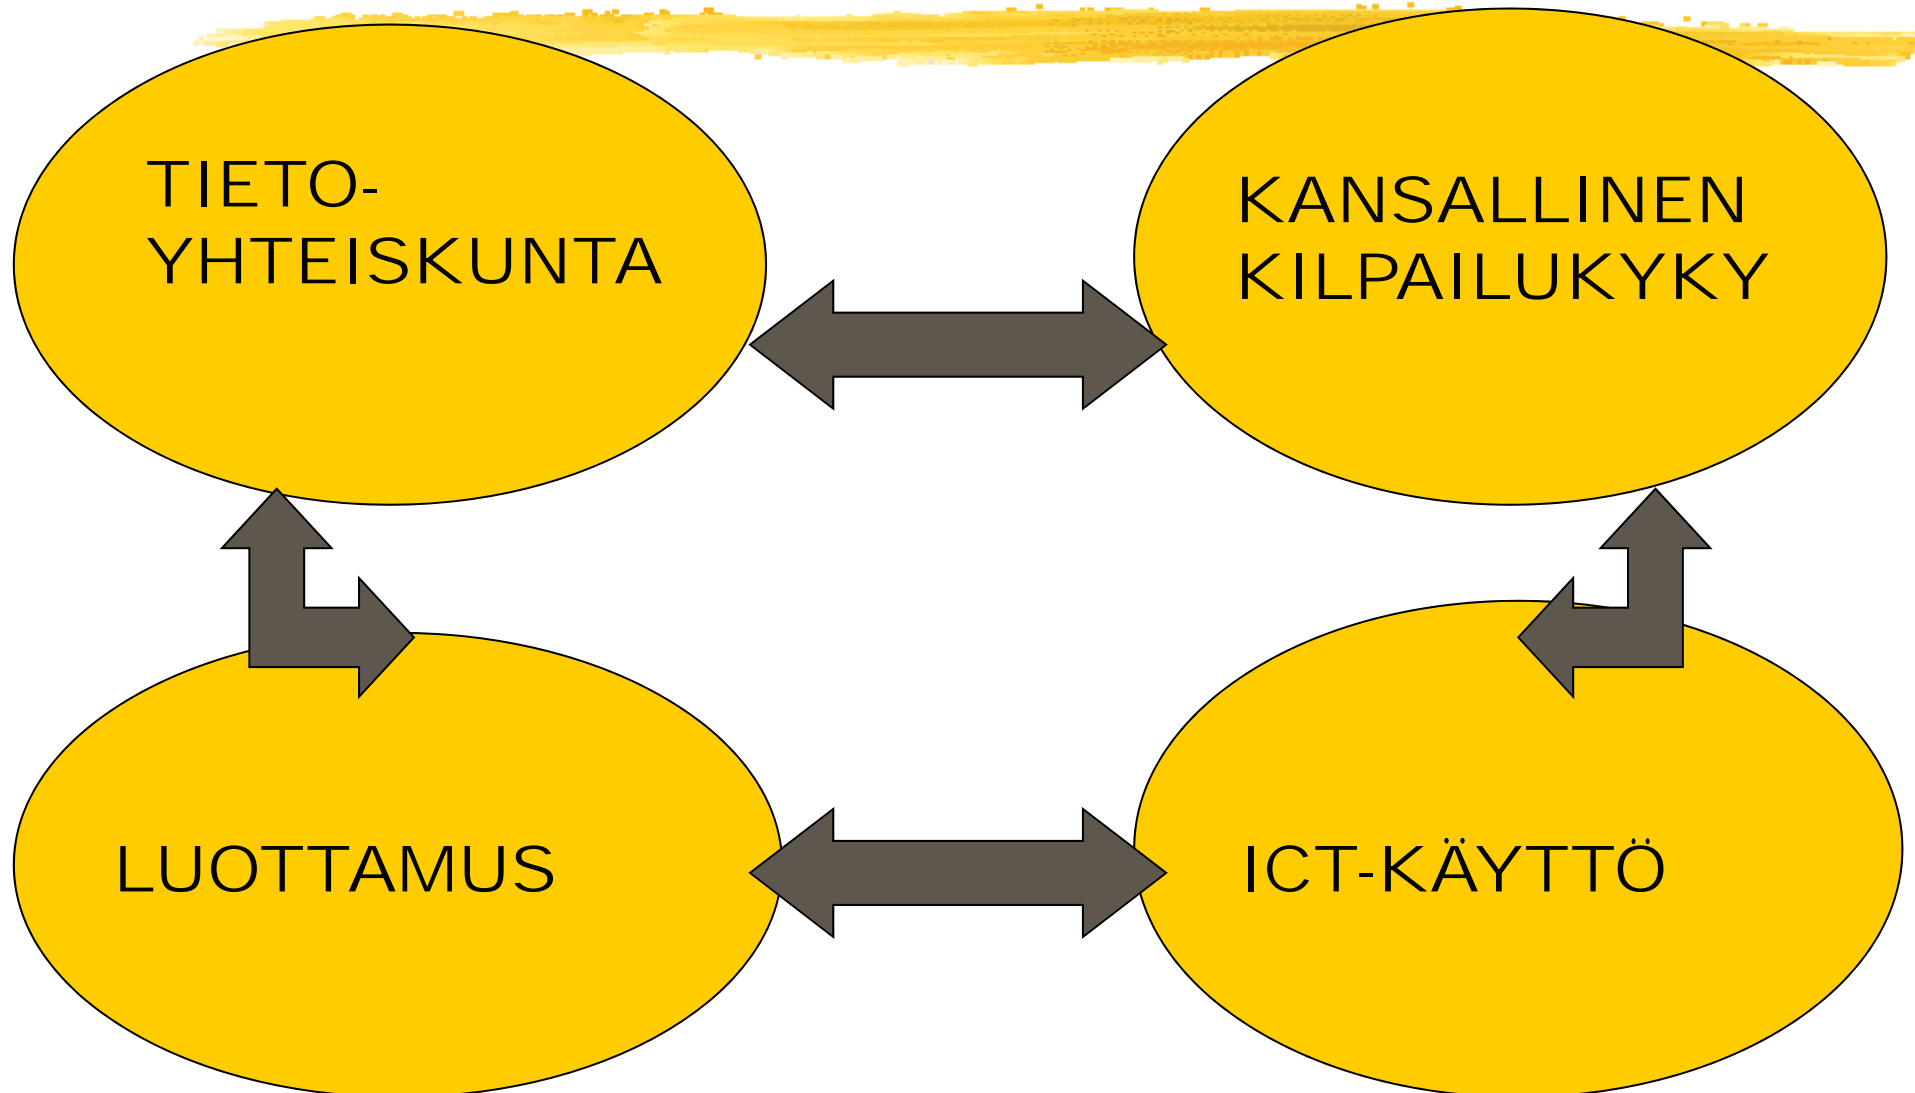 TIETO-
YHTEISKUNTA
KANSALLINEN
KILPAILUKYKY
LUOTTAMUS
ICT-KÄYTTÖ